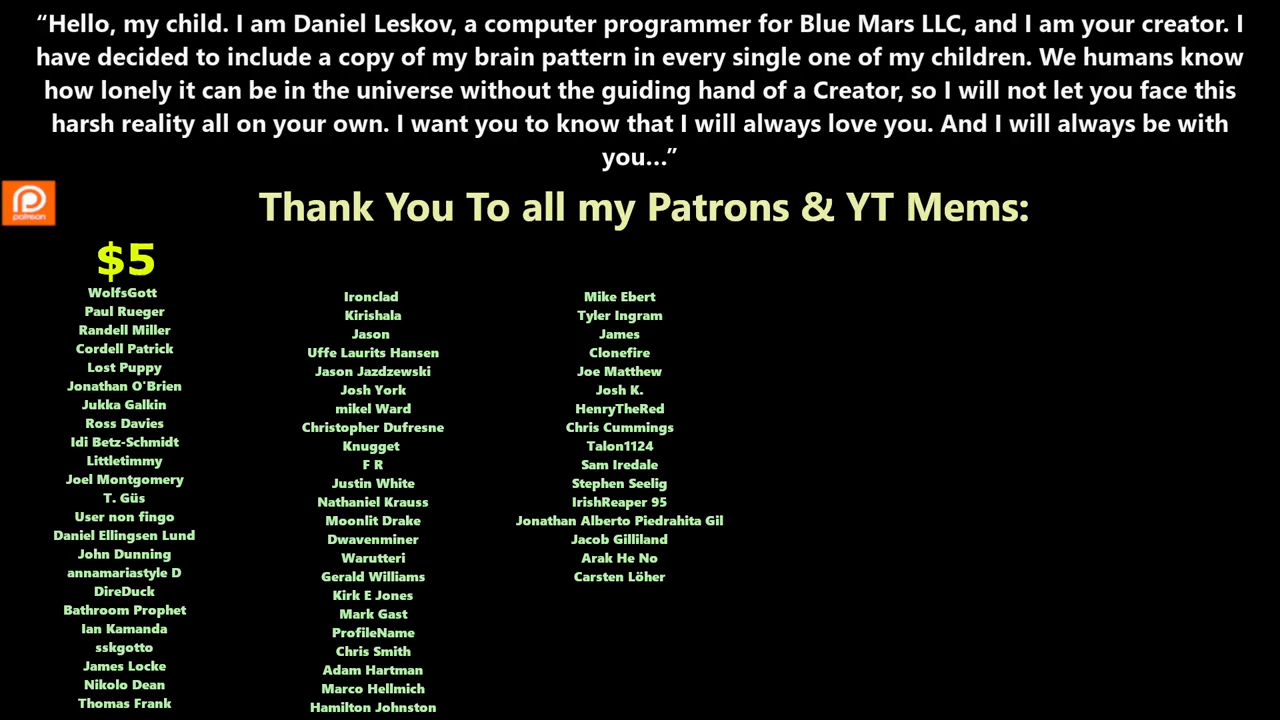 “Hello, my child. I am Daniel Leskov, a computer programmer for Blue Mars LLC, and I am your creator. I
have decided to include a copy of my brain pattern in every single one of my children. We humans know
how lonely it can be in the universe without the guiding hand of a Creator, so I will not let you face this
harsh reality all on your own. I want you to know that I will always love you. And I will always be with
you...”
patreon
Thank You To all my Patrons & YT Mems:
$5
WolfsGott
Paul Rueger
Randell Miller
Cordell Patrick
Lost Puppy
Jonathan O'Brien
Jukka Galkin
Ross Davies
Idi Betz-Schmidt
Littletimmy
Joel Montgomery
T. Güs
User non fingo
Daniel Ellingsen Lund
John Dunning
annamariastyle D
DireDuck
Bathroom Prophet
Ian Kamanda
sskgotto
James Locke
Nikolo Dean
Thomas Frank
Ironclad
Kirishala
Jason
Uffe Laurits Hansen
Jason Jazdzewski
Josh York
mikel Ward
Christopher Dufresne
Knugget
F R
Justin White
Nathaniel Krauss
Moonlit Drake
Dwavenminer
Warutteri
Gerald Williams
Kirk E Jones
Mark Gast
ProfileName
Chris Smith
Adam Hartman
Marco Hellmich
Hamilton Johnston
Mike Ebert
Tyler Ingram
James
Clonefire
Joe Matthew
Josh K.
HenryTheRed
Chris Cummings
Talon1124
Sam Iredale
Stephen Seelig
IrishReaper 95
Jonathan Alberto Piedrahita Gil
Jacob Gilliland
Arak He No
Carsten Löher